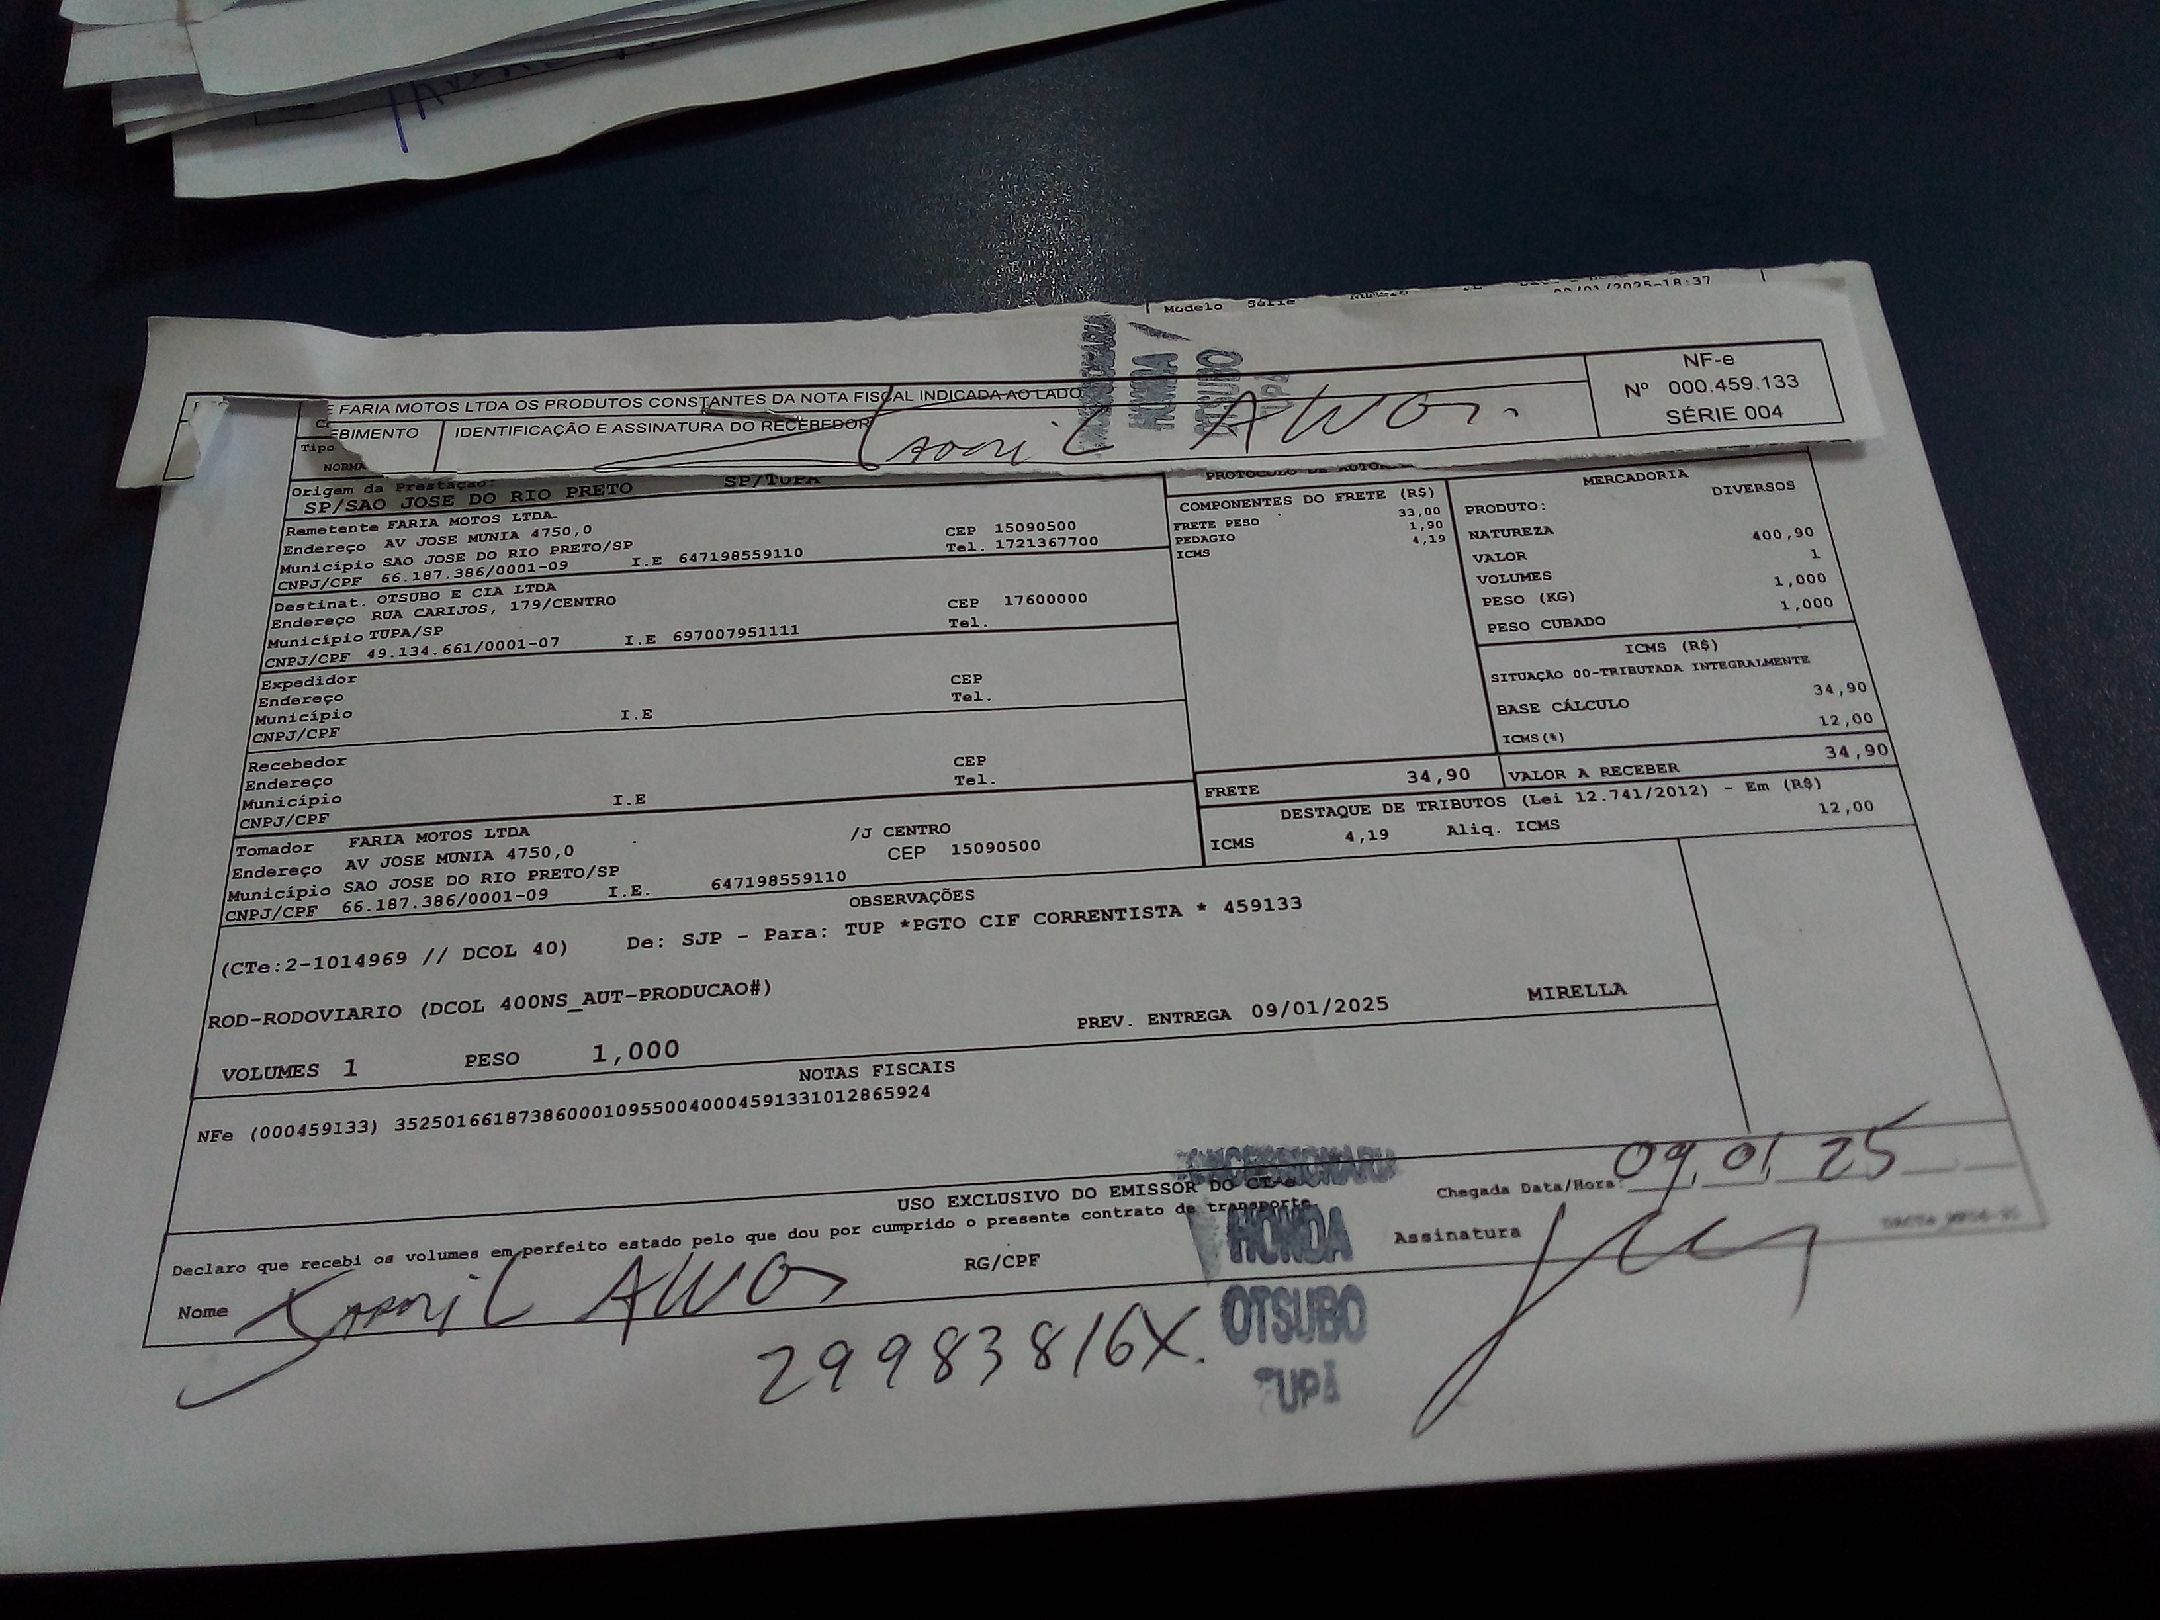 Modelo Série
09/01/2025-18:37
E FARIA MOTOS LTDA OS PRODUTOS CONSTANTES DA NOTA FISCAL INDICADA AO LADO
EBIMENTO IDENTIFICAÇÃO E ASSINATURA DO RECEBEDOR
NF-e
Nº 000.459.133
SÉRIE 004
HONDA
OTSUBO
TUPÃ
Tipo
NORMA
Origem da Prestação:
SP/SAO JOSE DO RIO PRETO SP/TUPA
Remetente FARIA MOTOS LTDA.
Endereço AV JOSE MUNIA 4750,0 CEP 15090500
Município SAO JOSE DO RIO PRETO/SP Tel. 1721367700
CNPJ/CPF 66.187.386/0001-09 I.E 647198559110
Destinat. OTSUBO E CIA LTDA
Endereço RUA CARIJOS, 179/CENTRO CEP 17600000
Município TUPA/SP Tel.
CNPJ/CPF 49.134.661/0001-07 I.E 697007951111
Expedidor CEP
Endereço Tel.
Município I.E
CNPJ/CPF
Recebedor CEP
Endereço Tel.
Município I.E
CNPJ/CPF
Tomador FARIA MOTOS LTDA /J CENTRO
Endereço AV JOSE MUNIA 4750,0 CEP 15090500
Município SAO JOSE DO RIO PRETO/SP
CNPJ/CPF 66.187.386/0001-09 I.E. 647198559110
PROTOCOLO DE AUTOR
COMPONENTES DO FRETE (R$)
FRETE PESO 33,00
PEDAGIO 1,90
ICMS 4,19
MERCADORIA
PRODUTO: DIVERSOS
NATUREZA
VALOR 400,90
VOLUMES 1
PESO (KG) 1,000
PESO CUBADO 1,000
ICMS (R$)
SITUAÇÃO 00-TRIBUTADA INTEGRALMENTE
BASE CÁLCULO 34,90
ICMS(%) 12,00
FRETE 34,90 VALOR A RECEBER 34,90
DESTAQUE DE TRIBUTOS (Lei 12.741/2012) - Em (R$)
ICMS 4,19 Aliq. ICMS 12,00
OBSERVAÇÕES
(CTe:2-1014969 // DCOL 40) De: SJP - Para: TUP *PGTO CIF CORRENTISTA * 459133
ROD-RODOVIARIO (DCOL 400NS_AUT-PRODUCAO#)
VOLUMES 1 PESO 1,000 PREV. ENTREGA 09/01/2025 MIRELLA
NOTAS FISCAIS
NFe (000459133) 35250166187386000109550040004591331012865924
USO EXCLUSIVO DO EMISSOR DO CT-e
Declaro que recebi os volumes em perfeito estado pelo que dou por cumprido o presente contrato de transporte.
Chegada Data/Hora: 09 01 25
Nome RG/CPF Assinatura
29983816X.
HONDA
OTSUBO
TUPÃ